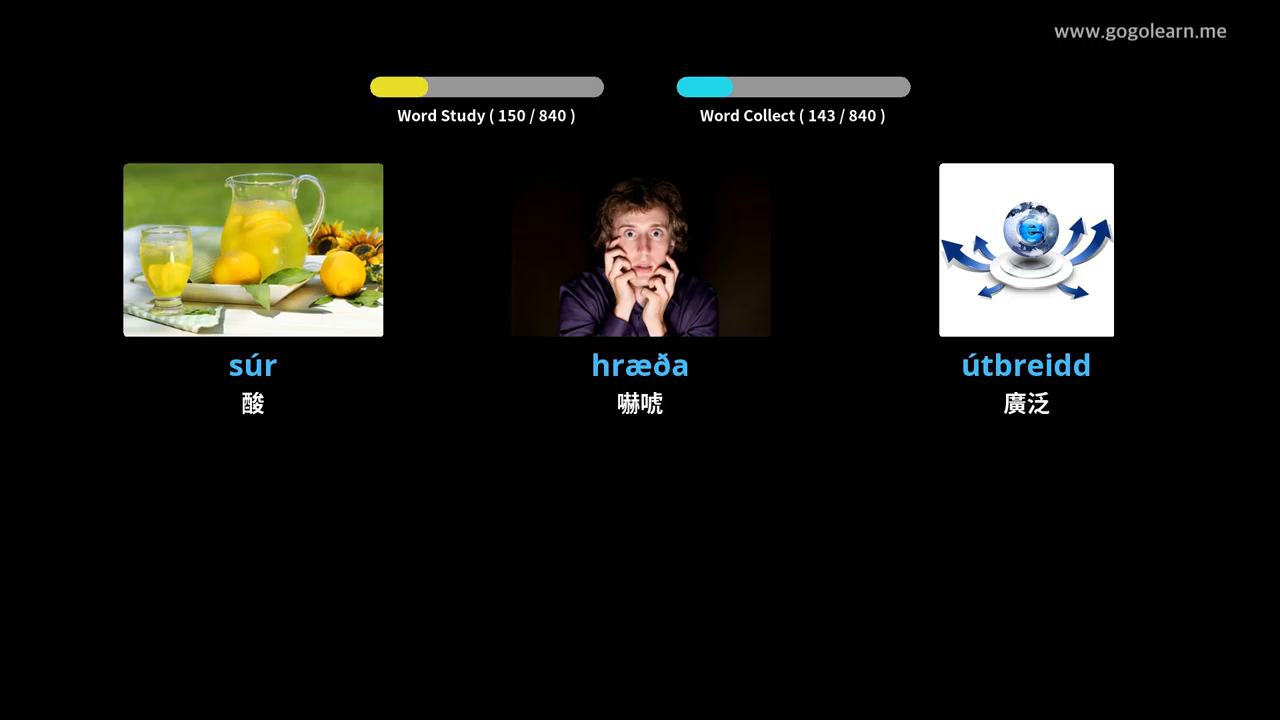 www.gogolearn.me
Word Study ( 150 / 840 )
Word Collect ( 143 / 840 )
súr
hræða
útbreidd
酸
嚇唬
廣泛